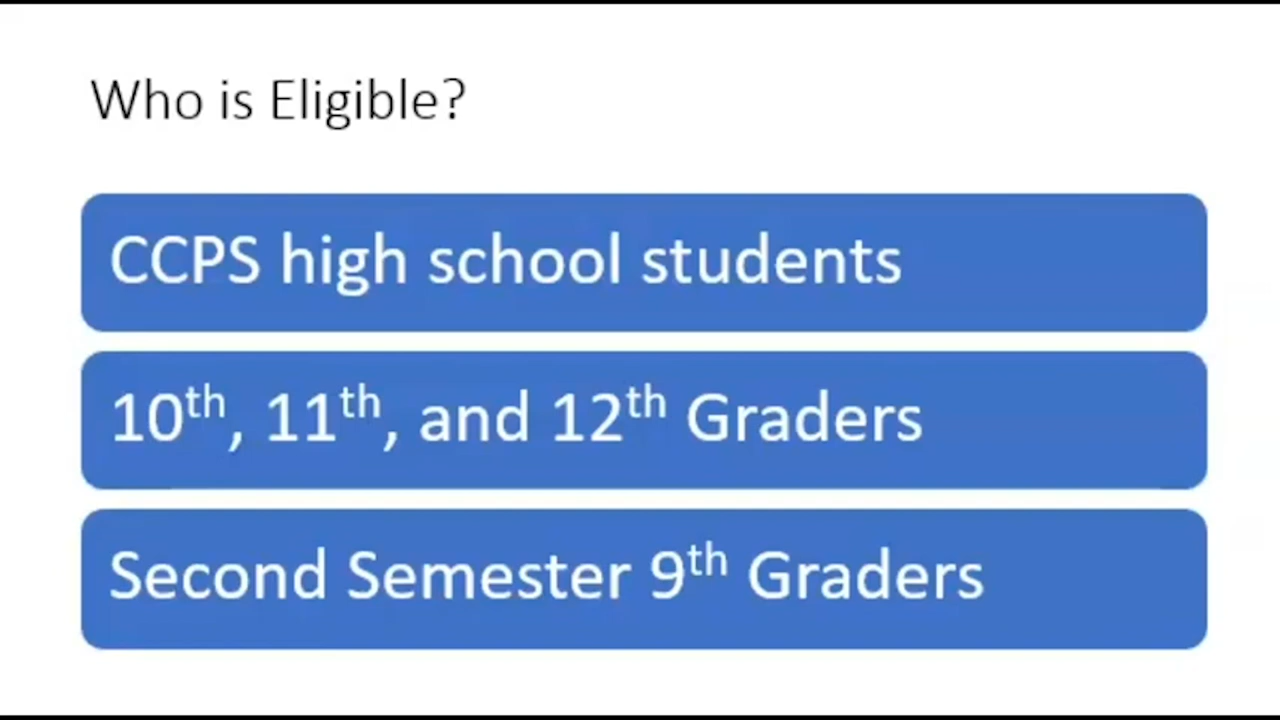 Who is Eligible?
CCPS high school students
10th, 11th, and 12th Graders
Second Semester 9th Graders